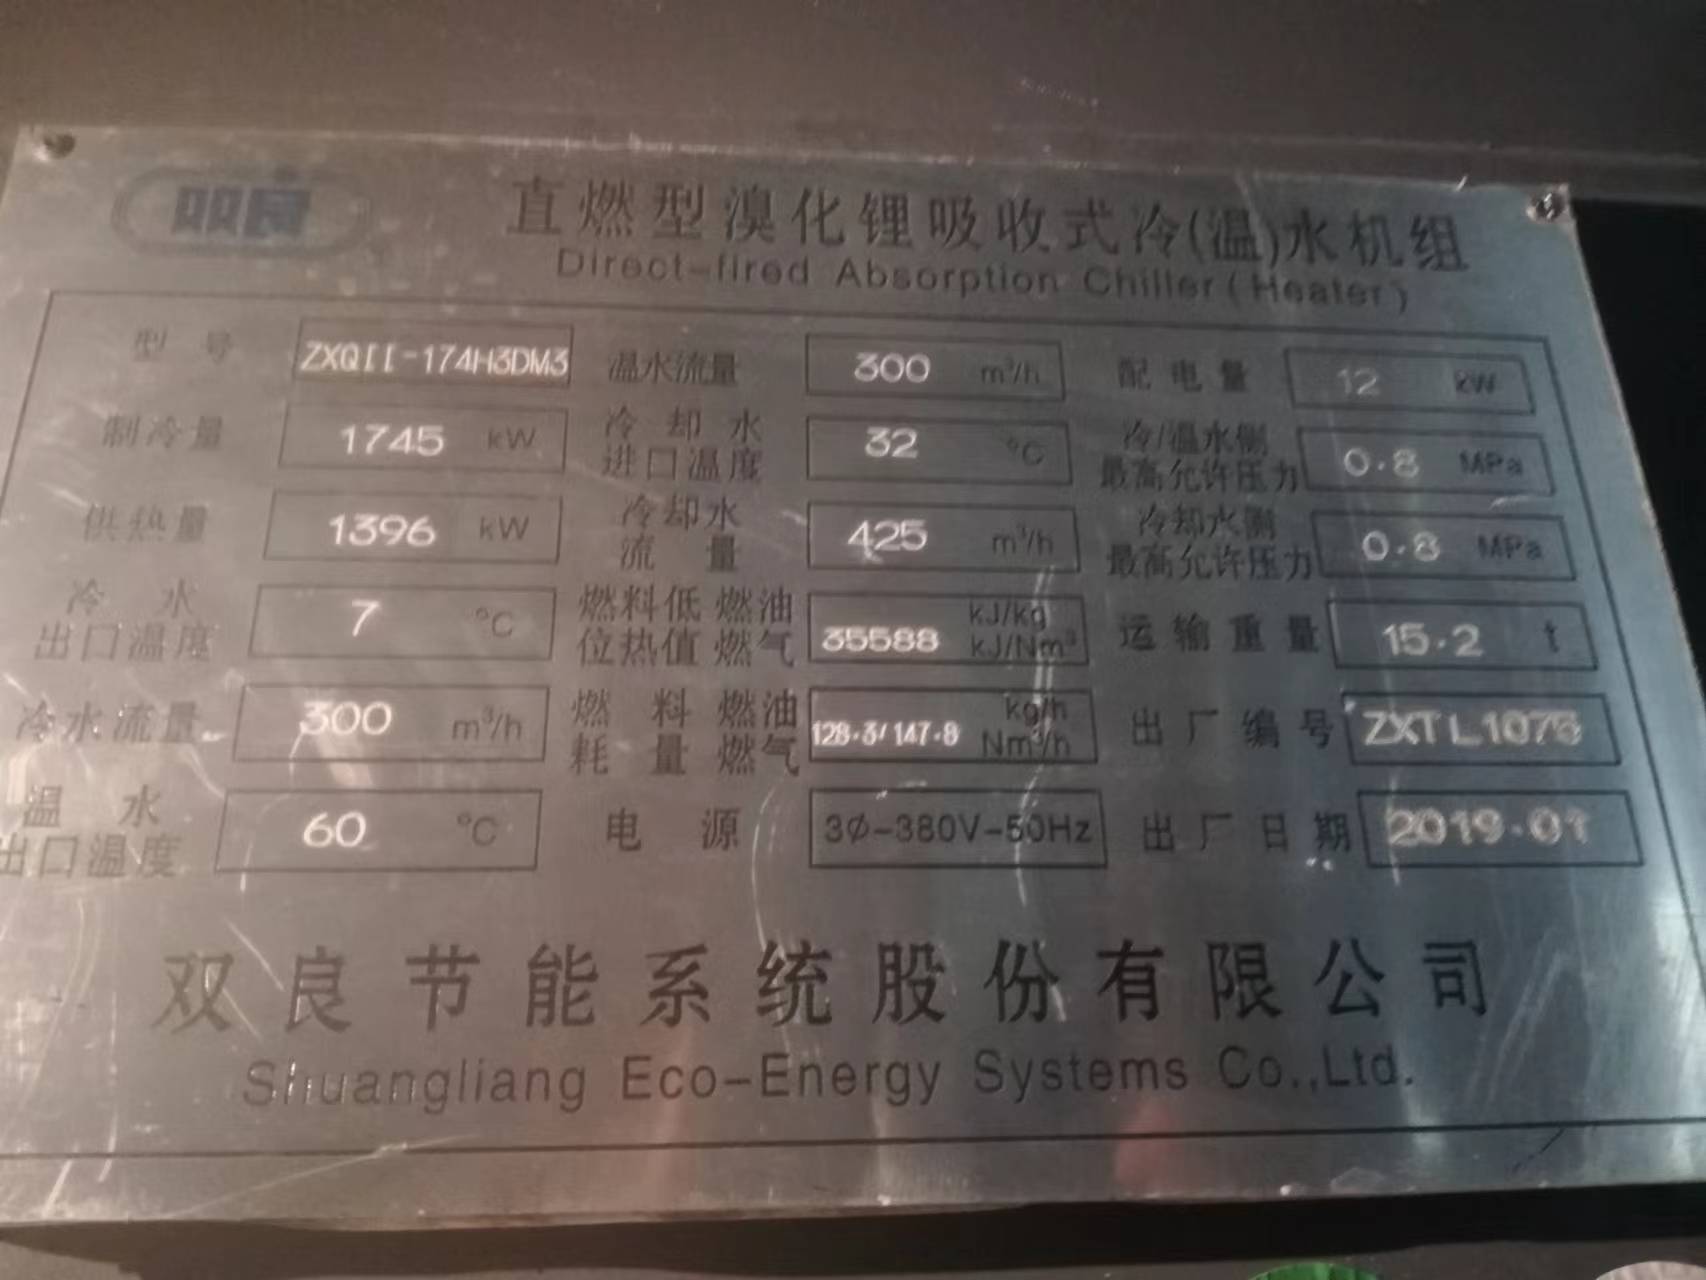 双良
直燃型溴化锂吸收式冷(温)水机组
Direct-fired Absorption Chiller(Heater)
型号 ZXQII-174H3DM3 温水流量 300 m³/h 配电量 12 kW
制冷量 1745 kW 冷却水进口温度 32 °C 冷/温水侧最高允许压力 0.8 MPa
供热量 1396 kW 冷却水流量 425 m³/h 冷却水侧最高允许压力 0.8 MPa
冷水出口温度 7 °C 燃料低位热值 燃油 燃气 35588 kJ/kg kJ/Nm³ 运输重量 15.2 t
冷水流量 300 m³/h 燃料耗量 燃油 燃气 128.3/147.8 kg/h Nm³/h 出厂编号
温水出口温度 60 °C 电源 3Ø-380V-50Hz 出厂日期 2019.01
双良节能系统股份有限公司
Shuangliang Eco-Energy Systems Co.,Ltd.